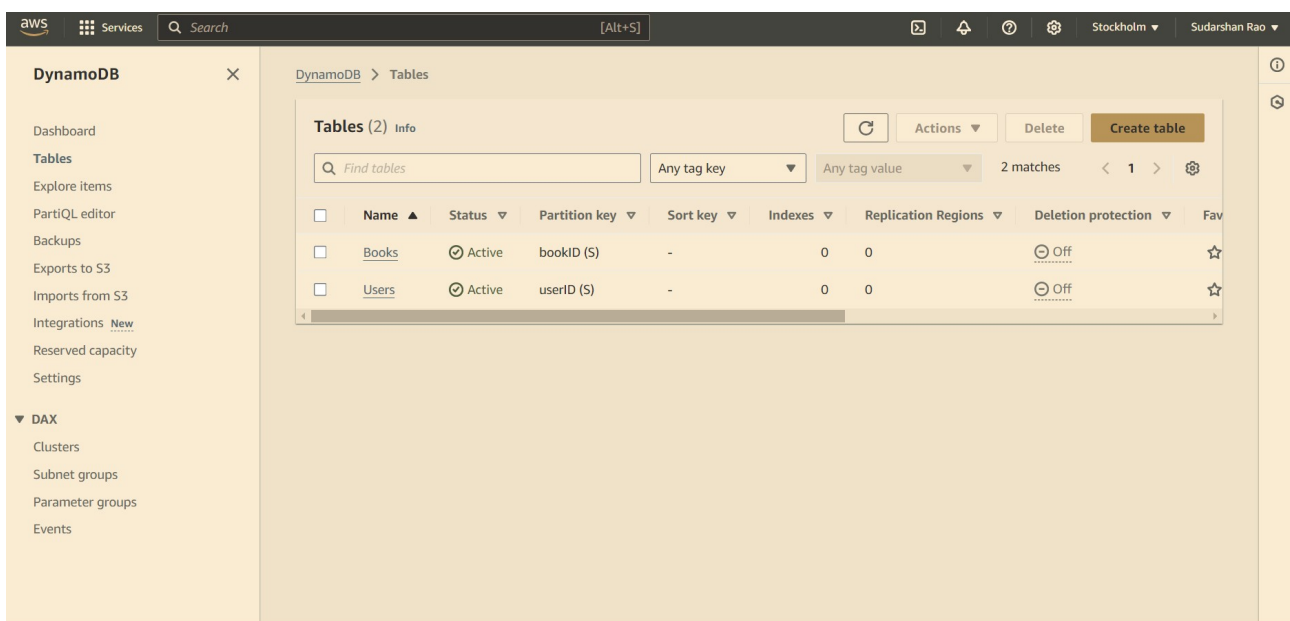 aws Services Search [Alt+S] Stockholm Sudarshan Rao
DynamoDB
Dashboard
Tables
Explore items
PartiQL editor
Backups
Exports to S3
Imports from S3
Integrations New
Reserved capacity
Settings
DAX
Clusters
Subnet groups
Parameter groups
Events
DynamoDB > Tables
Tables (2) Info Actions Delete Create table
Find tables Any tag key Any tag value 2 matches < 1 >
Name Status Partition key Sort key Indexes Replication Regions Deletion protection Fav
Books Active bookID (S) - 0 0 Off
Users Active userID (S) - 0 0 Off